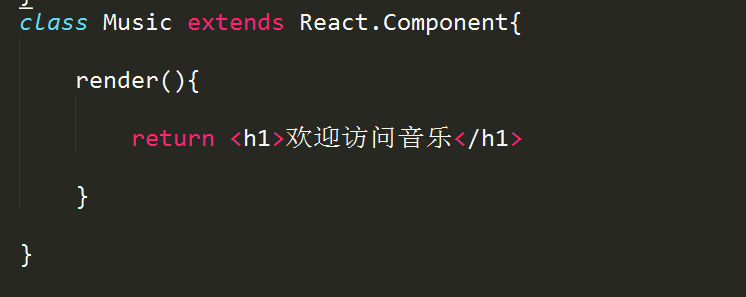 }
class Music extends React.Component{
render(){
return <h1>欢迎访问音乐</h1>
}
}